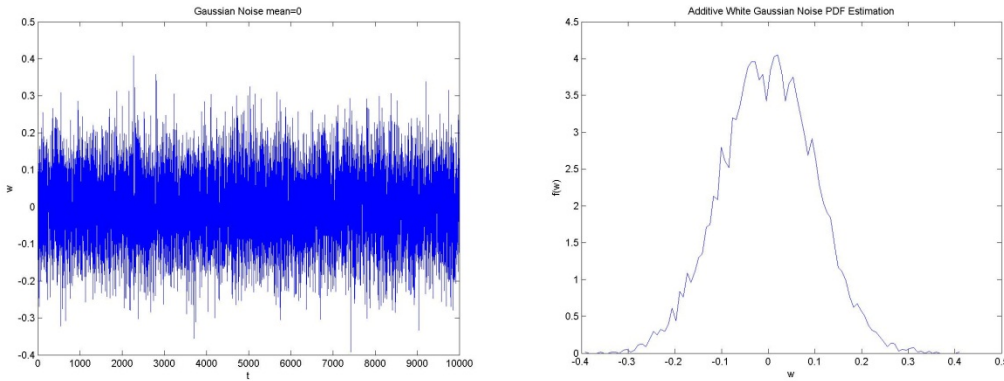 Gaussian Noise mean=0
0.5
0.4
0.3
0.2
0.1
0
-0.1
-0.2
-0.3
-0.4
w
0 1000 2000 3000 4000 5000 6000 7000 8000 9000 10000
t
Additive White Gaussian Noise PDF Estimation
4.5
4
3.5
3
2.5
2
1.5
1
0.5
0
f(w)
-0.4 -0.3 -0.2 -0.1 0 0.1 0.2 0.3 0.4 0.5
w